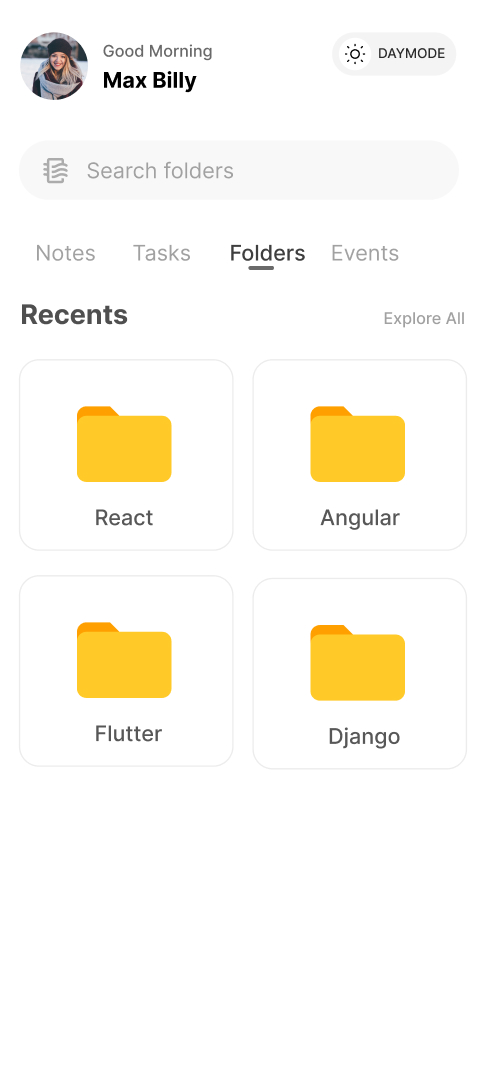 Good Morning
Max Billy
DAYMODE
Search folders
Notes Tasks Folders Events
Recents
Explore All
React
Angular
Flutter
Django